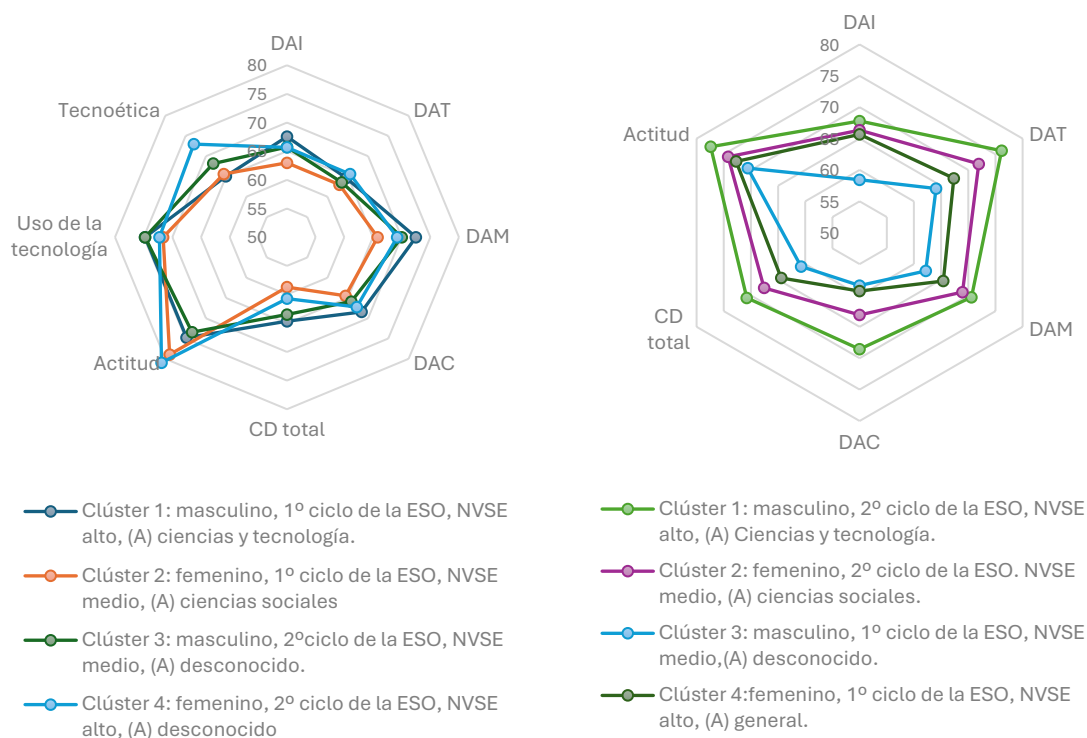 DAI
80
75
70
65
60
55
50
Tecnoética
DAT
Uso de la
tecnología
DAM
Actitud
DAC
CD total
DAI
80
75
70
65
60
55
50
Actitud
DAT
CD
total
DAM
DAC
Clúster 1: masculino, 1º ciclo de la ESO, NVSE
alto, (A) ciencias y tecnología.
Clúster 2: femenino, 1º ciclo de la ESO, NVSE
medio, (A) ciencias sociales
Clúster 3: masculino, 2ºciclo de la ESO, NVSE
medio, (A) desconocido.
Clúster 4: femenino, 2º ciclo de la ESO, NVSE
alto, (A) desconocido
Clúster 1: masculino, 2º ciclo de la ESO, NVSE
alto, (A) Ciencias y tecnología.
Clúster 2: femenino, 2º ciclo de la ESO. NVSE
medio, (A) ciencias sociales.
Clúster 3: masculino, 1º ciclo de la ESO, NVSE
medio,(A) desconocido.
Clúster 4:femenino, 1º ciclo de la ESO, NVSE
alto, (A) general.